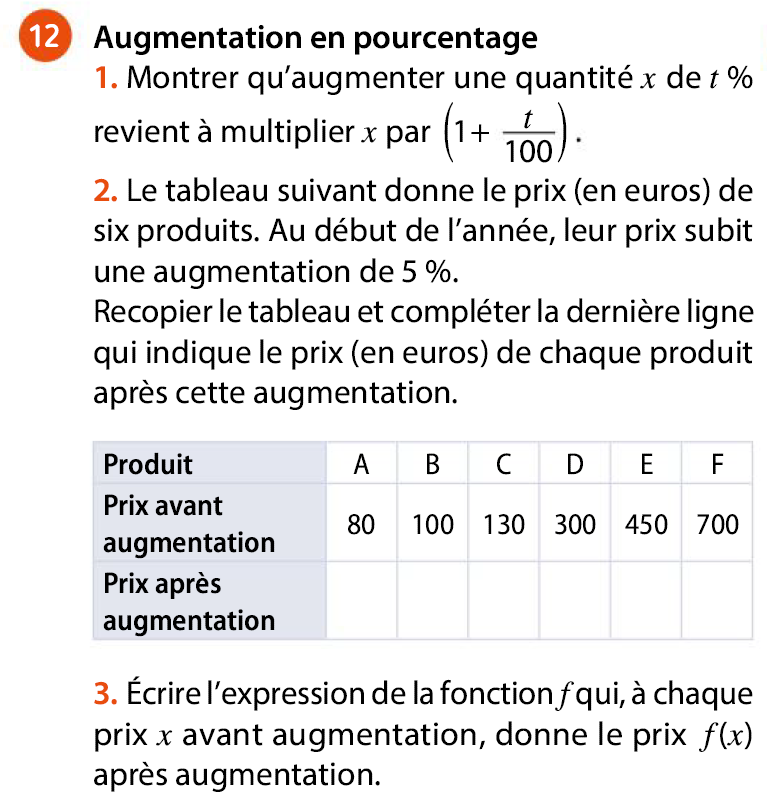 12 Augmentation en pourcentage
1. Montrer qu'augmenter une quantité x de t %
revient à multiplier x par (1 + t/100).
2. Le tableau suivant donne le prix (en euros) de
six produits. Au début de l'année, leur prix subit
une augmentation de 5 %.
Recopier le tableau et compléter la dernière ligne
qui indique le prix (en euros) de chaque produit
après cette augmentation.
Produit A B C D E F
Prix avant
augmentation 80 100 130 300 450 700
Prix après
augmentation
3. Écrire l'expression de la fonction f qui, à chaque
prix x avant augmentation, donne le prix f(x)
après augmentation.